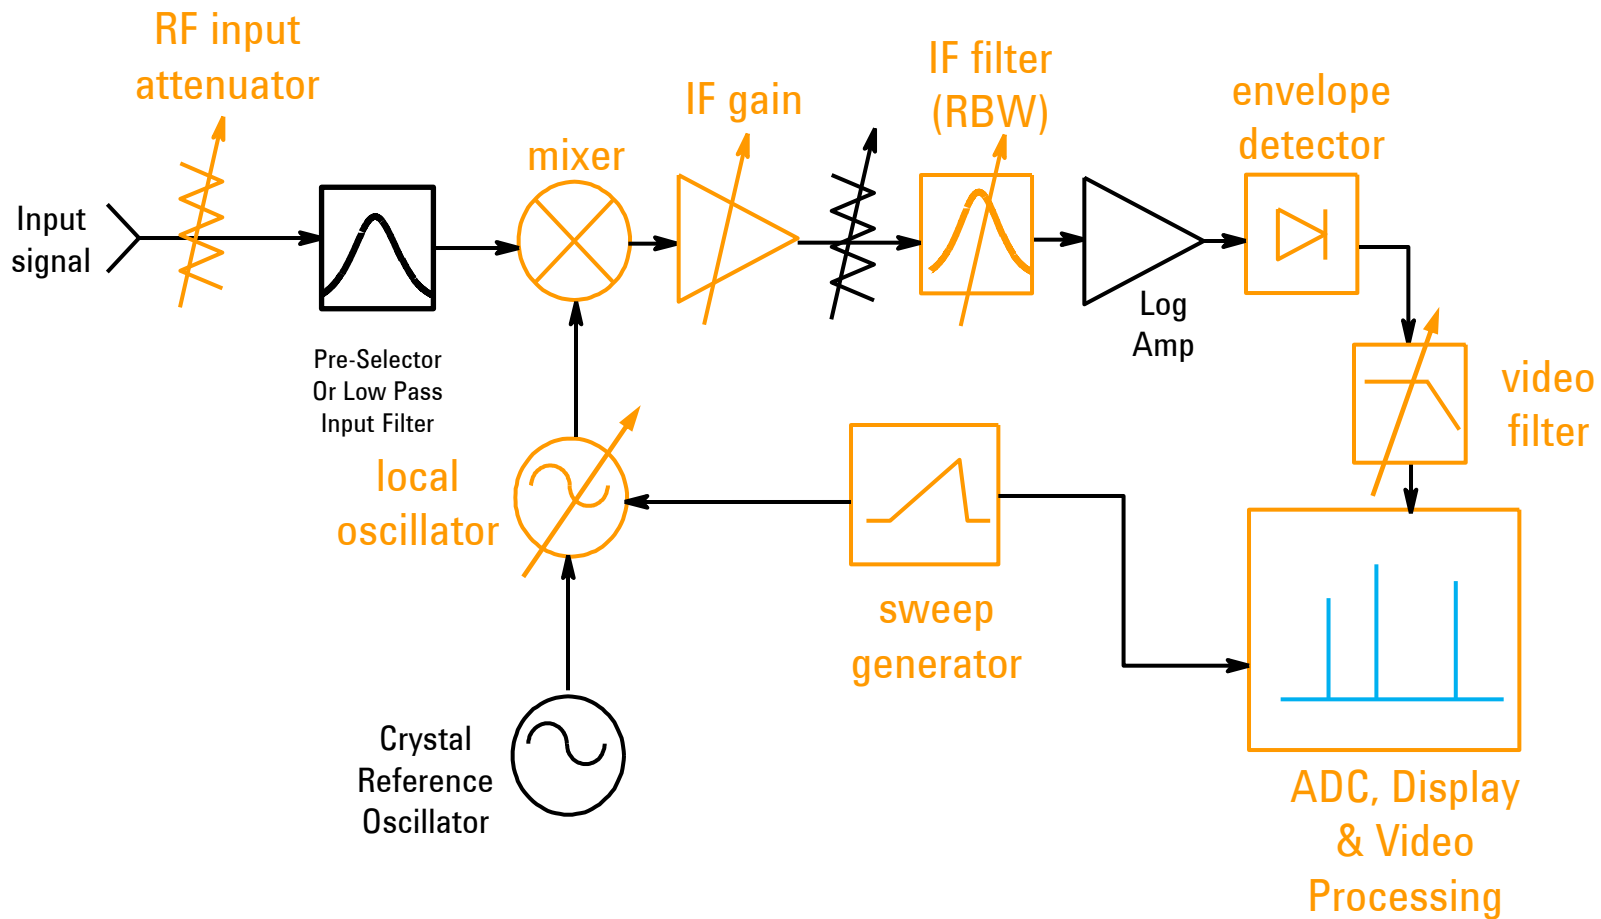 RF input
attenuator
IF gain
IF filter
(RBW)
envelope
detector
mixer
Input
signal
Log
Amp
Pre-Selector
Or Low Pass
Input Filter
video
filter
local
oscillator
sweep
generator
Crystal
Reference
Oscillator
ADC, Display
& Video
Processing